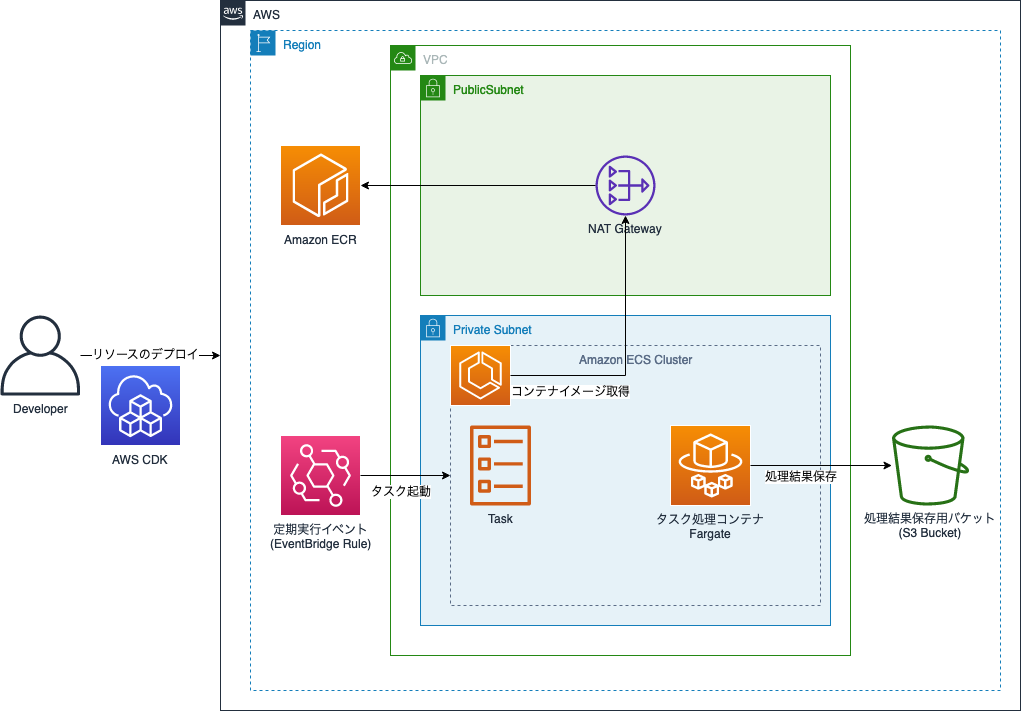 aws
AWS
Region
VPC
PublicSubnet
NAT Gateway
Amazon ECR
Private Subnet
Amazon ECS Cluster
コンテナイメージ取得
Developer
リソースのデプロイ
AWS CDK
定期実行イベント
(EventBridge Rule)
タスク起動
Task
タスク処理コンテナ
Fargate
処理結果保存
処理結果保存用バケット
(S3 Bucket)